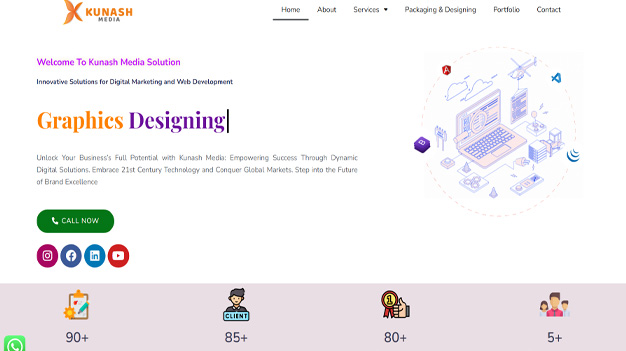 KUNASH
MEDIA
Home About Services Packaging & Designing Portfolio Contact
Welcome To Kunash Media Solution
Innovative Solutions for Digital Marketing and Web Development
Graphics Designing
Unlock Your Business's Full Potential with Kunash Media: Empowering Success Through Dynamic
Digital Solutions. Embrace 21st Century Technology and Conquer Global Markets. Step into the Future
of Brand Excellence
CALL NOW
CLIENT
1
90+ 85+ 80+ 5+